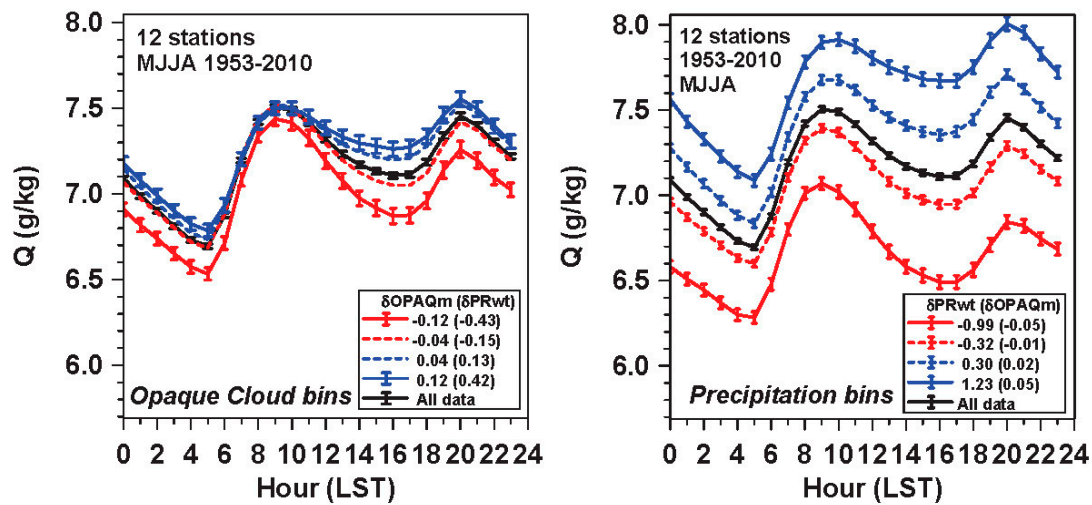 8.0
12 stations
MJJA 1953-2010
7.5
7.0
6.5
6.0
Q (g/kg)
δOPAQm (δPRwt)
-0.12 (-0.43)
-0.04 (-0.15)
0.04 (0.13)
0.12 (0.42)
All data
Opaque Cloud bins
0 2 4 6 8 10 12 14 16 18 20 22 24
Hour (LST)
8.0
12 stations
1953-2010
MJJA
7.5
7.0
6.5
6.0
Q (g/kg)
δPRwt (δOPAQm)
-0.99 (-0.05)
-0.32 (-0.01)
0.30 (0.02)
1.23 (0.05)
All data
Precipitation bins
0 2 4 6 8 10 12 14 16 18 20 22 24
Hour (LST)